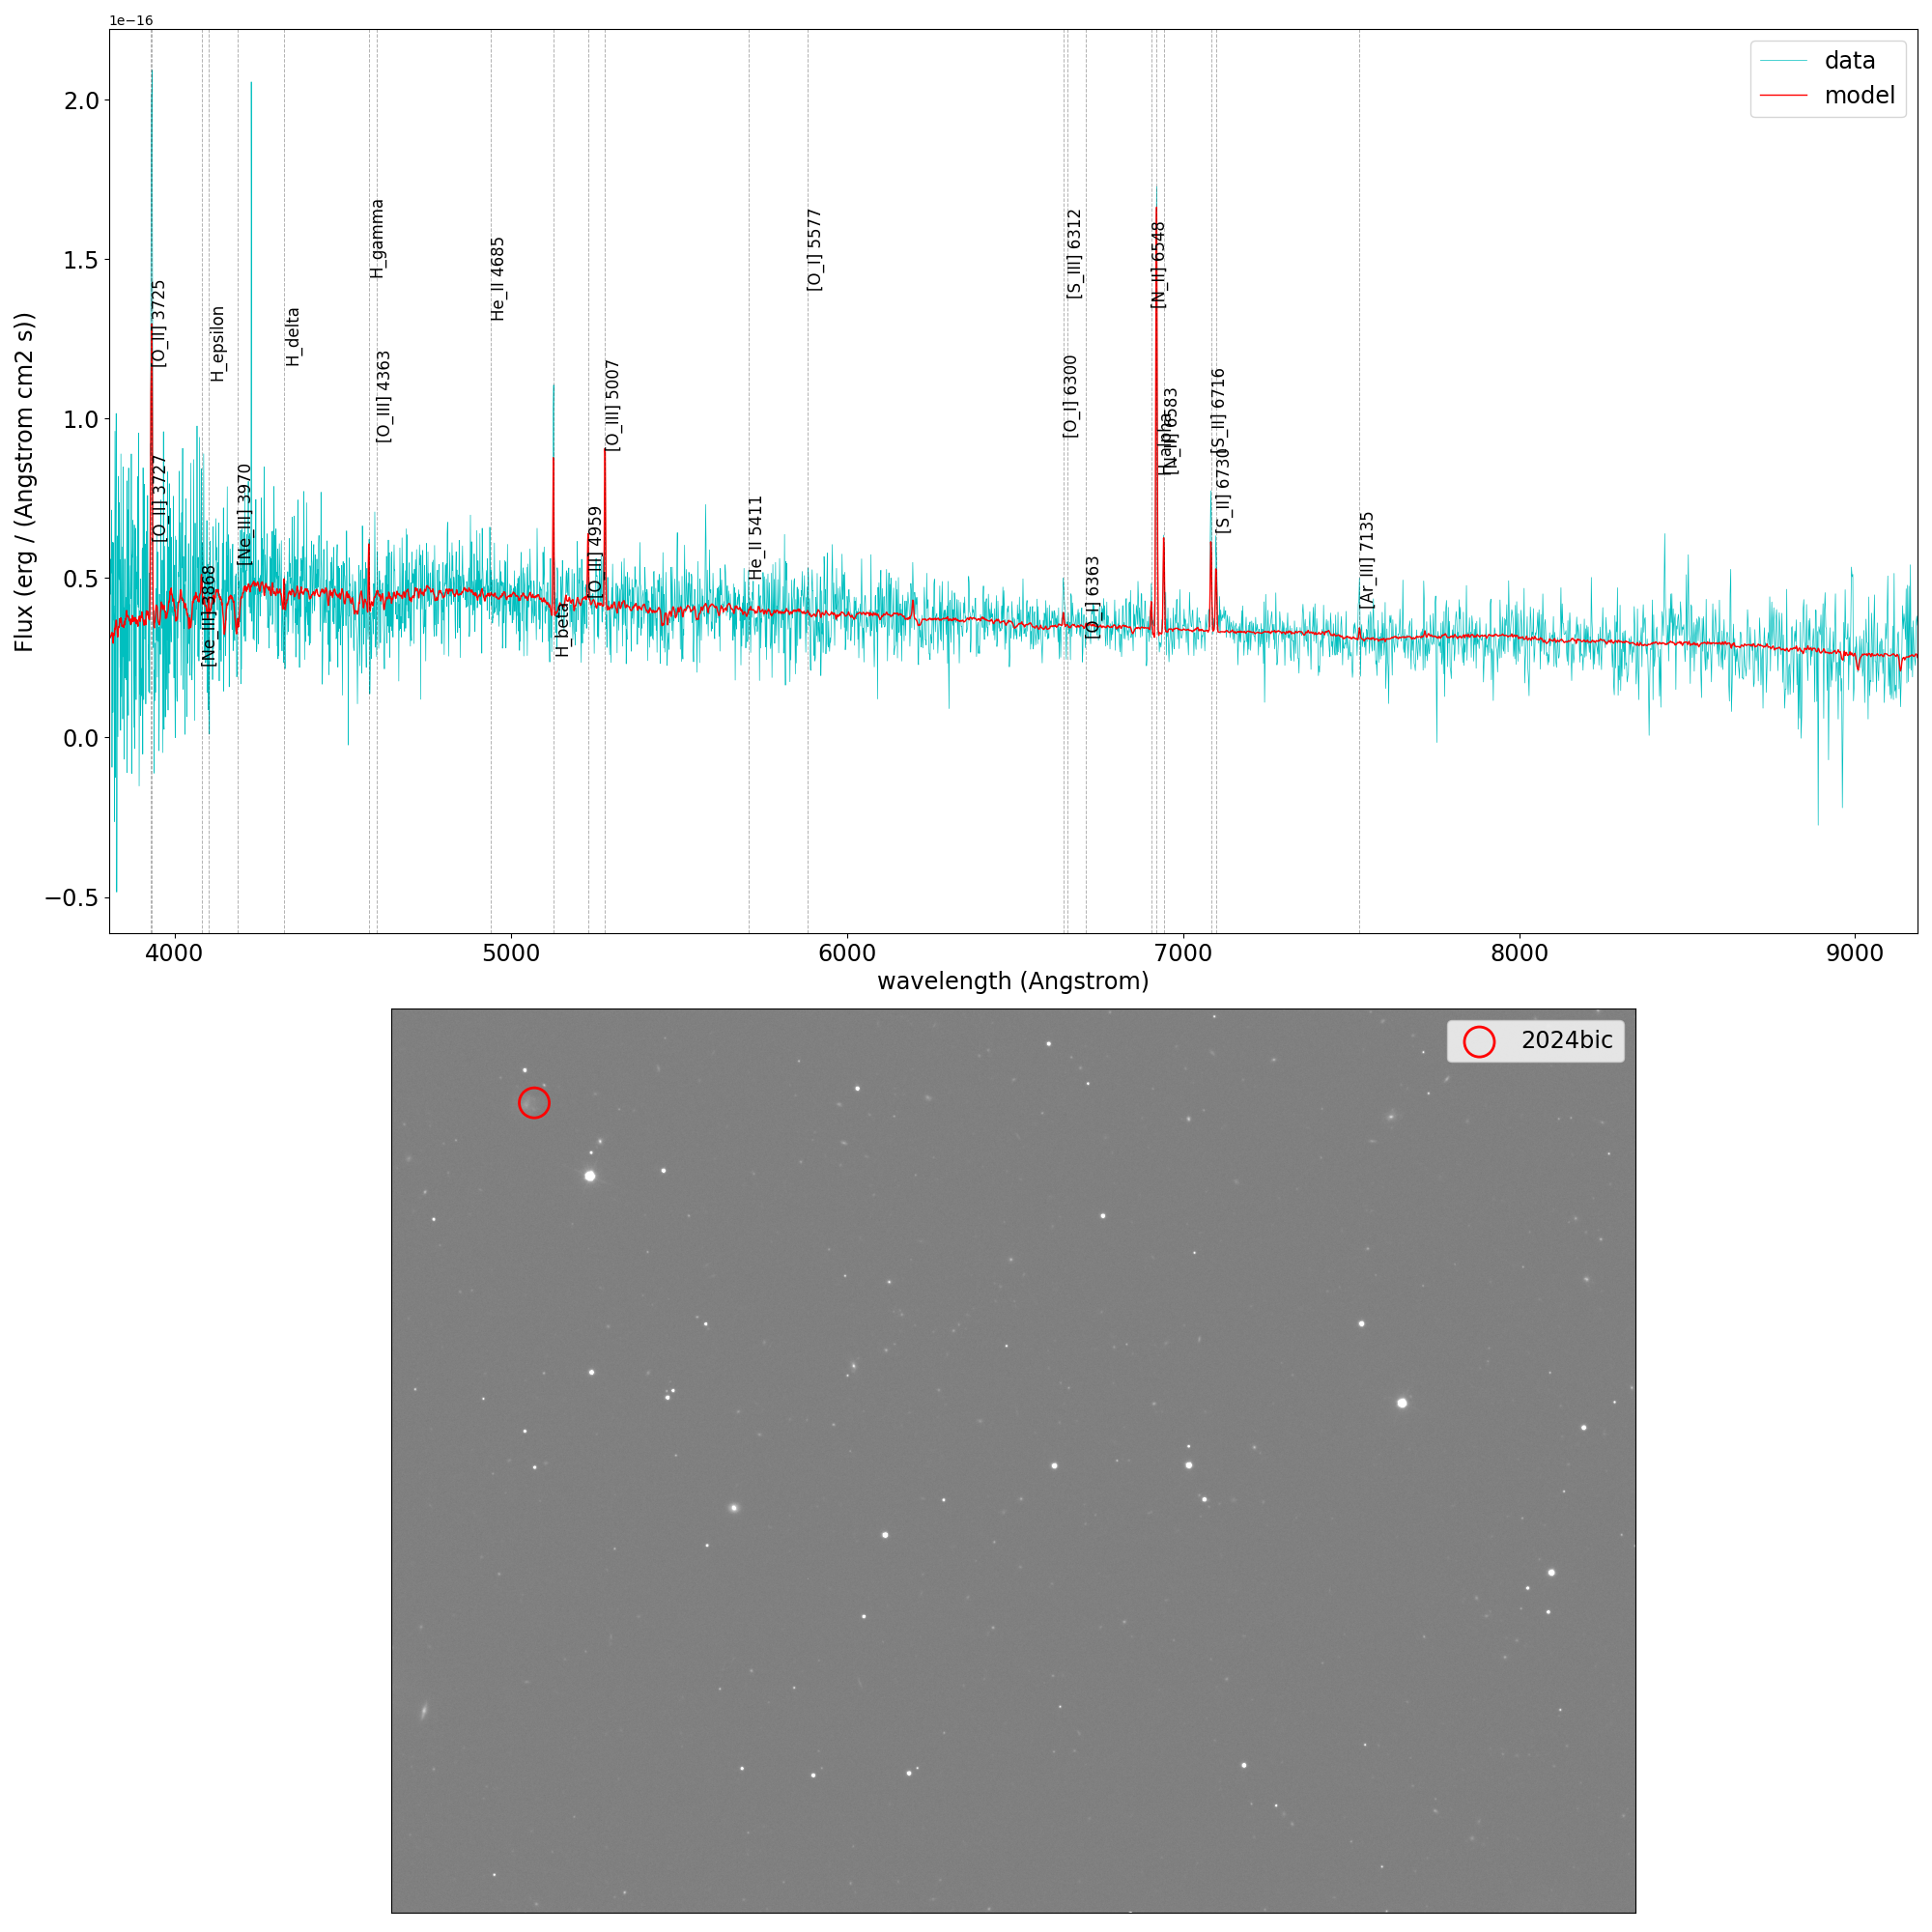 1e−16
data
model
2.0
1.5
1.0
0.5
0.0
−0.5
Flux (erg / (Angstrom cm2 s))
[O_II] 3725
[O_II] 3727
[Ne_III] 3868
H_epsilon
[Ne_III] 3970
H_delta
H_gamma
[O_III] 4363
He_II 4685
H_beta
[O_III] 4959
[O_III] 5007
He_II 5411
[O_I] 5577
[O_I] 6300
[S_III] 6312
[O_I] 6363
[N_II] 6548
H_alpha
[N_II] 6583
[S_II] 6716
[S_II] 6730
[Ar_III] 7135
4000
5000
6000
7000
8000
9000
wavelength (Angstrom)
2024bic